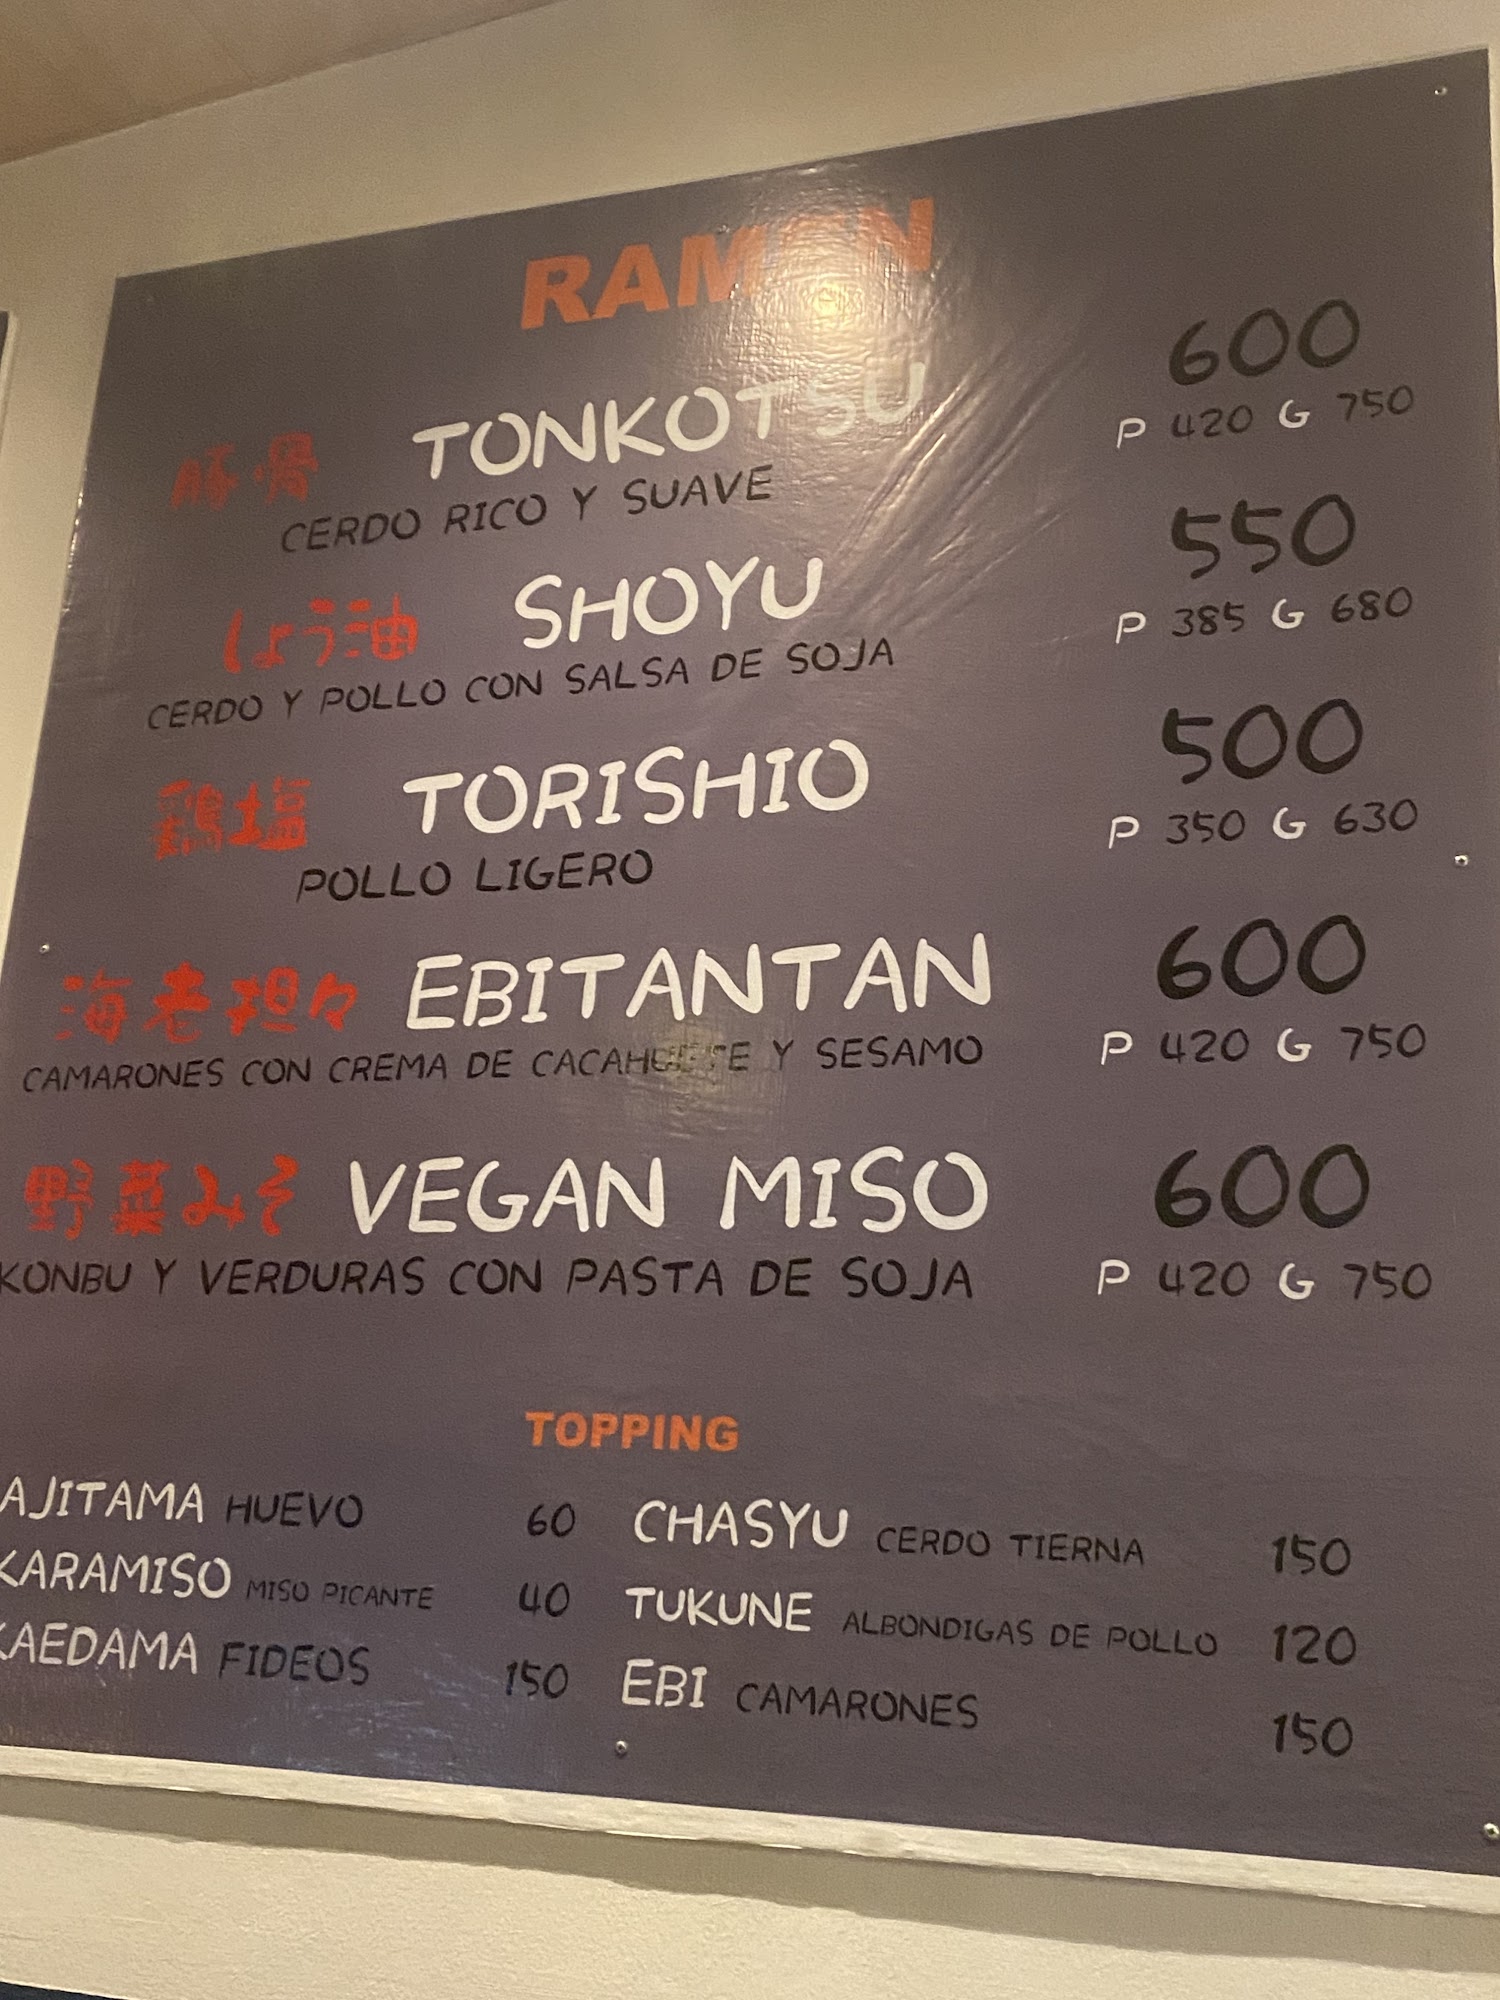 RAMEN
豚骨 TONKOTSU 600
CERDO RICO Y SUAVE P 420 G 750
しょう油 SHOYU 550
CERDO Y POLLO CON SALSA DE SOJA P 385 G 680
鶏塩 TORISHIO 500
POLLO LIGERO P 350 G 630
海老担々 EBITANTAN 600
CAMARONES CON CREMA DE CACAHUETE Y SESAMO P 420 G 750
野菜みそ VEGAN MISO 600
KONBU Y VERDURAS CON PASTA DE SOJA P 420 G 750
TOPPING
AJITAMA HUEVO 60 CHASYU CERDO TIERNA 150
KARAMISO MISO PICANTE 40 TUKUNE ALBONDIGAS DE POLLO 120
KAEDAMA FIDEOS 150 EBI CAMARONES 150